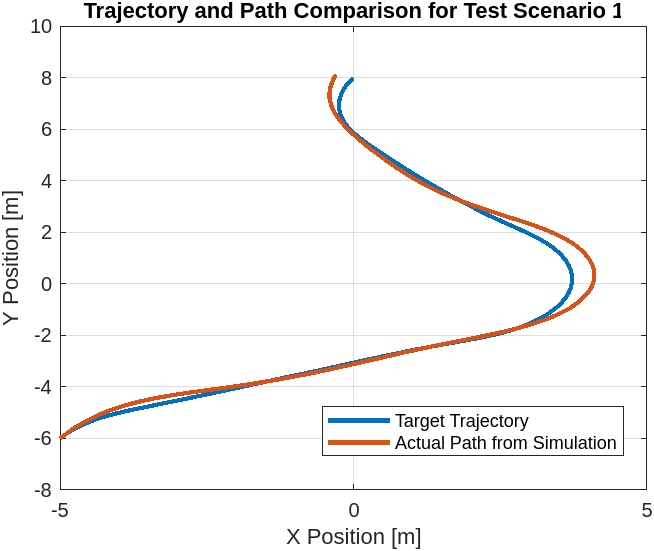 Trajectory and Path Comparison for Test Scenario 1
10
8
6
4
2
0
-2
-4
-6
-8
Y Position [m]
Target Trajectory
Actual Path from Simulation
-5
0
5
X Position [m]